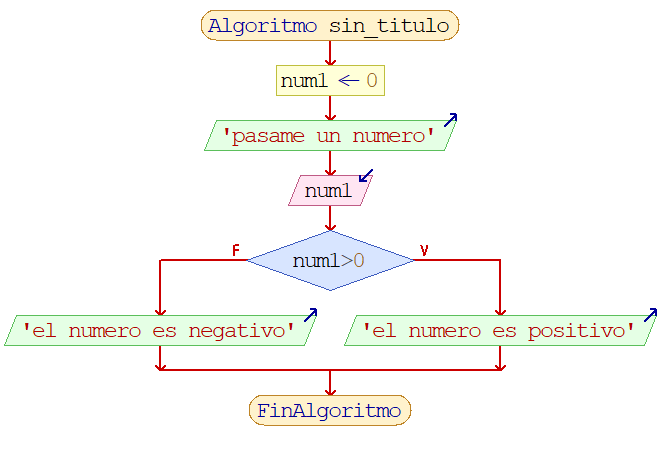 Algoritmo sin_titulo
num1 ← 0
'pasame un numero'
num1
F
V
num1>0
'el numero es negativo'
'el numero es positivo'
FinAlgoritmo